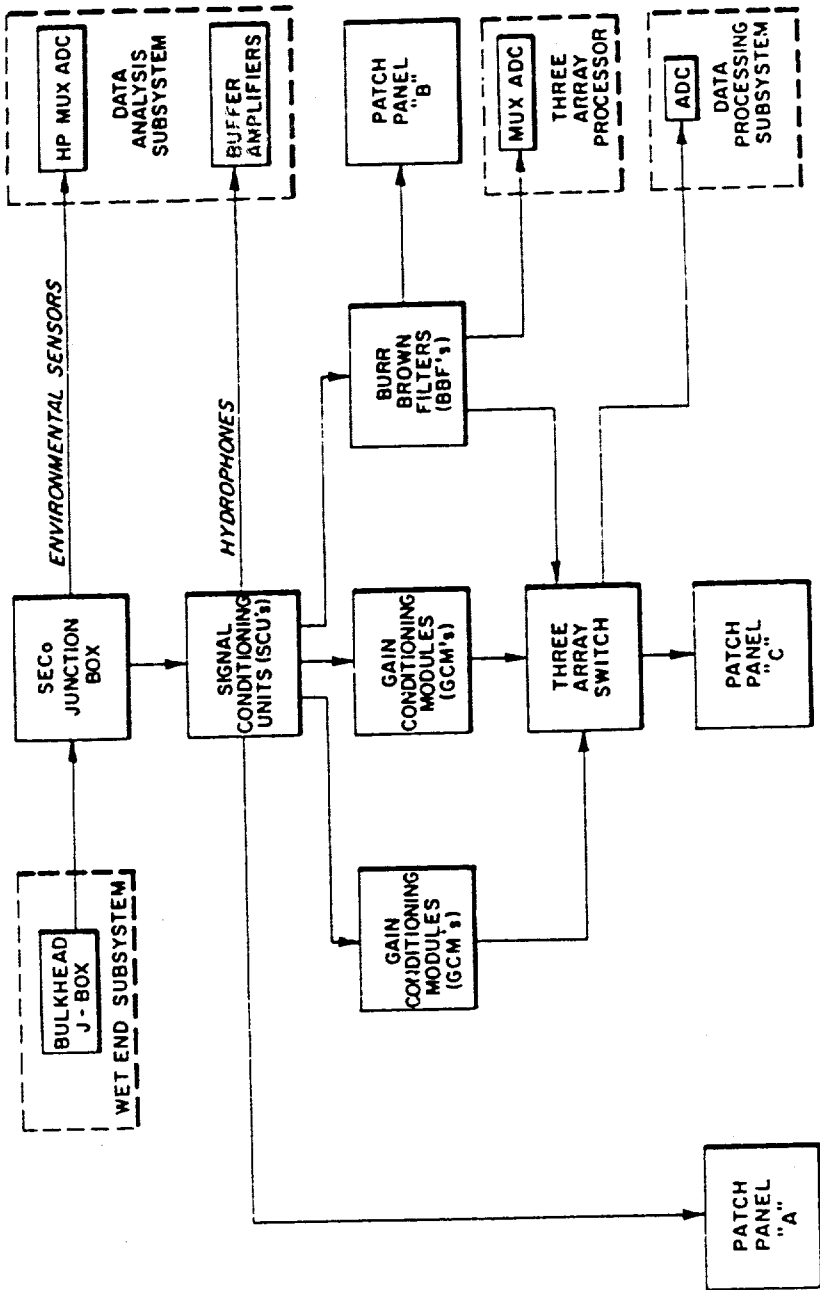 BULKHEAD
J - BOX
WET END SUBSYSTEM
SECo
JUNCTION
BOX
ENVIRONMENTAL SENSORS
HP MUX ADC
DATA
ANALYSIS
SUBSYSTEM
BUFFER
AMPLIFIERS
HYDROPHONES
SIGNAL
CONDITIONING
UNITS (SCU's)
GAIN
CONDITIONING
MODULES
(GCM's)
GAIN
CONDITIONING
MODULES
(GCM's)
BURR
BROWN
FILTERS
(BBF's)
PATCH
PANEL
"B"
MUX ADC
THREE
ARRAY
PROCESSOR
THREE
ARRAY
SWITCH
ADC
DATA
PROCESSING
SUBSYSTEM
PATCH
PANEL
"A"
PATCH
PANEL
"C"